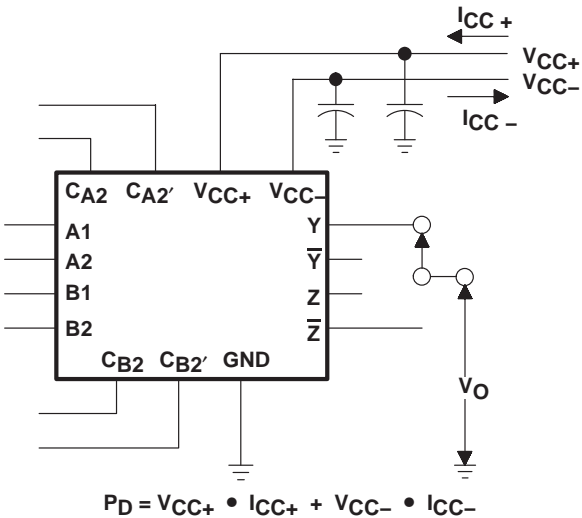 ICC +
VCC+
VCC–
ICC –
CA2 CA2′ VCC+ VCC–
A1
A2
B1
B2
Y
Y̅
Z
Z̅
CB2 CB2′ GND
VO
PD = VCC+ • ICC+ + VCC– • ICC–